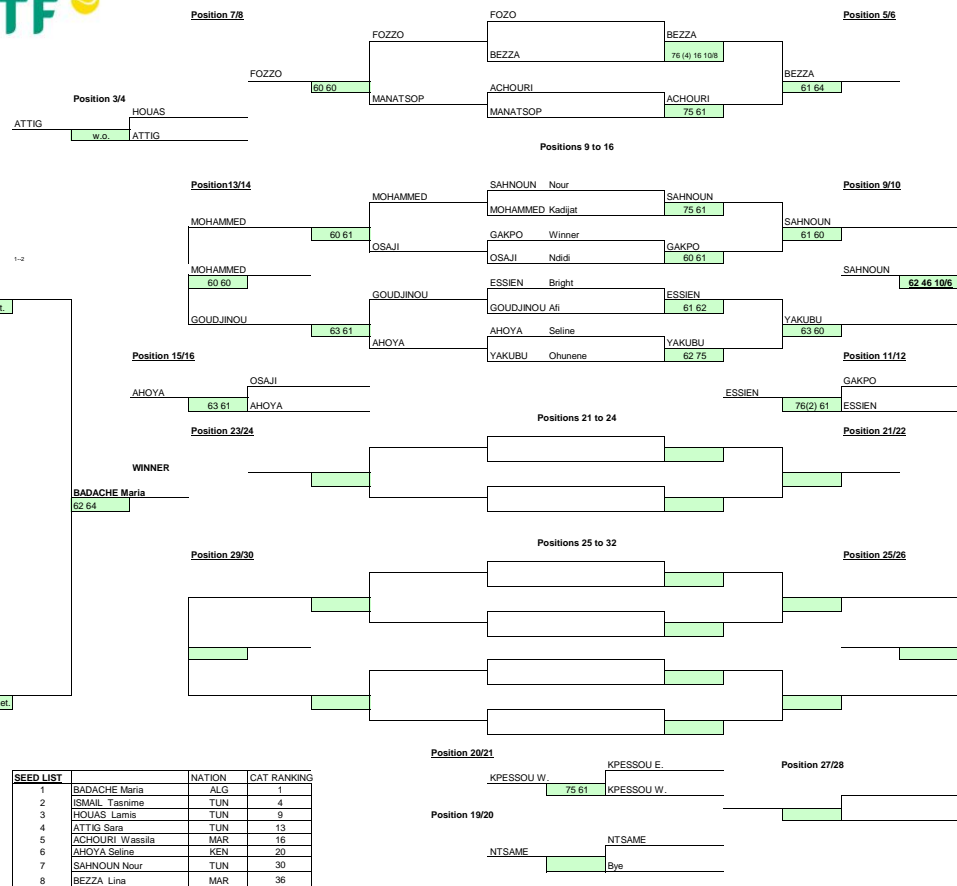 TF
Position 7/8
FOZO
Position 5/6
FOZZO
BEZZA
BEZZA
76 (4) 16 10/8
FOZZO
BEZZA
60 60
ACHOURI
61 64
Position 3/4
MANATSOP
ACHOURI
HOUAS
MANATSOP
75 61
ATTIG
w.o.
ATTIG
Positions 9 to 16
Position13/14
SAHNOUN Nour
Position 9/10
MOHAMMED
SAHNOUN
MOHAMMED Kadijat
75 61
MOHAMMED
SAHNOUN
60 61
GAKPO Winner
61 60
OSAJI
GAKPO
OSAJI Ndidi
60 61
1--2
MOHAMMED
SAHNOUN
60 60
ESSIEN Bright
62 46 10/6
GOUDJINOU
ESSIEN
t.
GOUDJINOU Afi
61 62
GOUDJINOU
YAKUBU
63 61
AHOYA Seline
63 60
AHOYA
YAKUBU
Position 15/16
YAKUBU Ohunene
62 75
Position 11/12
OSAJI
GAKPO
AHOYA
ESSIEN
63 61
AHOYA
76(2) 61
ESSIEN
Positions 21 to 24
Position 23/24
Position 21/22
WINNER
BADACHE Maria
62 64
Positions 25 to 32
Position 29/30
Position 25/26
et.
Position 20/21
KPESSOU E.
Position 27/28
SEED LIST NATION CAT RANKING
KPESSOU W.
1 BADACHE Maria ALG 1
75 61
KPESSOU W.
2 ISMAIL Tasnime TUN 4
3 HOUAS Lamis TUN 9
Position 19/20
4 ATTIG Sara TUN 13
5 ACHOURI Wassila MAR 16
NTSAME
6 AHOYA Seline KEN 20
NTSAME
7 SAHNOUN Nour TUN 30
Bye
8 BEZZA Lina MAR 36